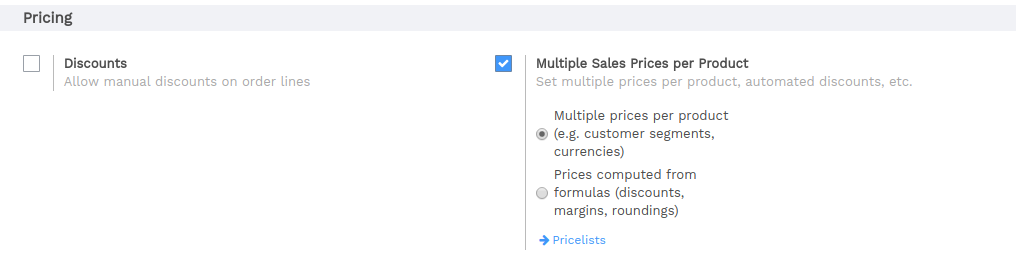 Pricing
Discounts
Allow manual discounts on order lines
Multiple Sales Prices per Product
Set multiple prices per product, automated discounts, etc.
Multiple prices per product
(e.g. customer segments,
currencies)
Prices computed from
formulas (discounts,
margins, roundings)
Pricelists